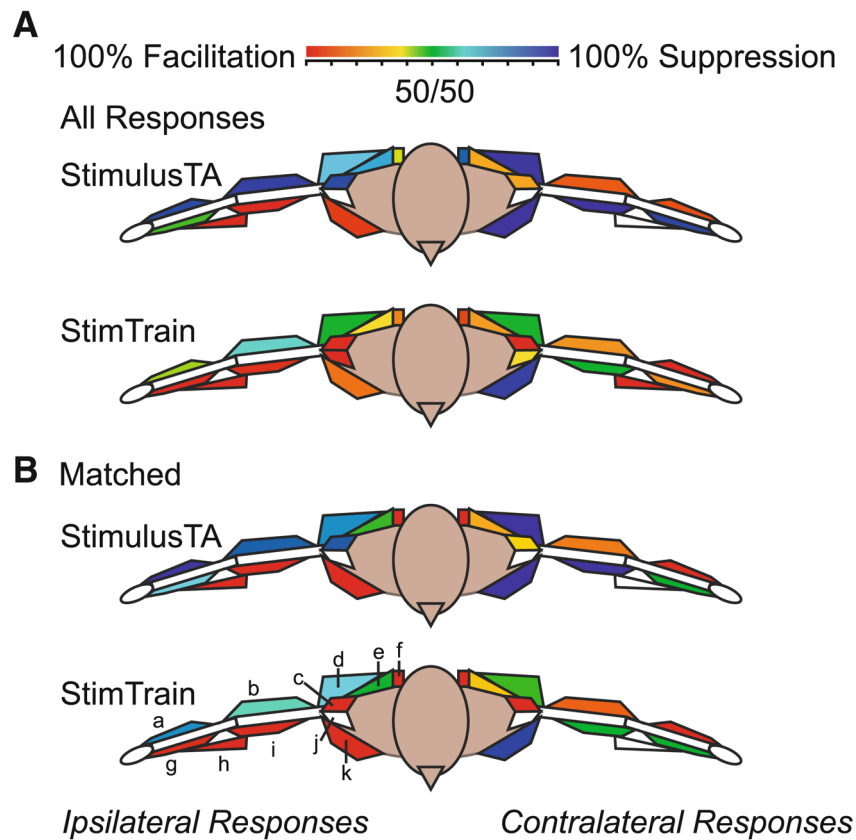 A
100% Facilitation 100% Suppression
50/50
All Responses
StimulusTA
StimTrain
B Matched
StimulusTA
StimTrain
a b c d e f
g h i j k
Ipsilateral Responses Contralateral Responses